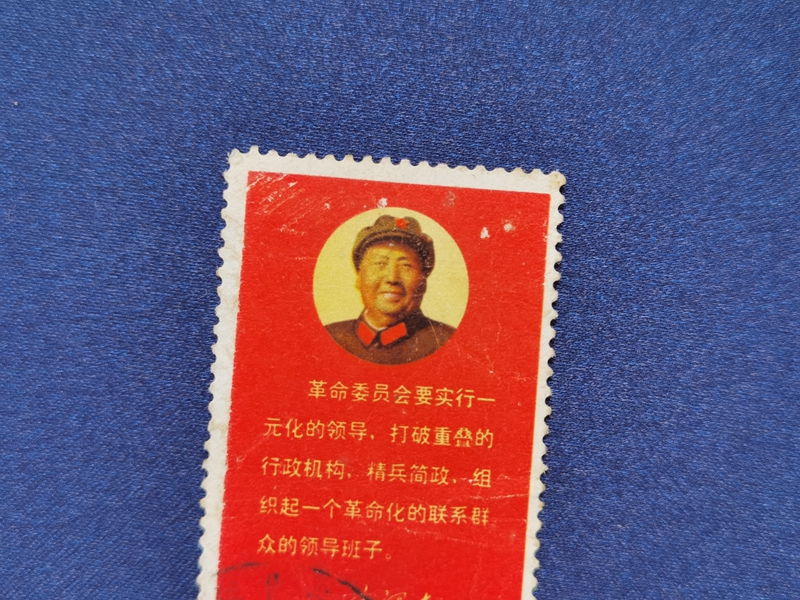 革命委员会要实行一
元化的领导,打破重叠的
行政机构,精兵简政,组
织起一个革命化的联系群
众的领导班子。